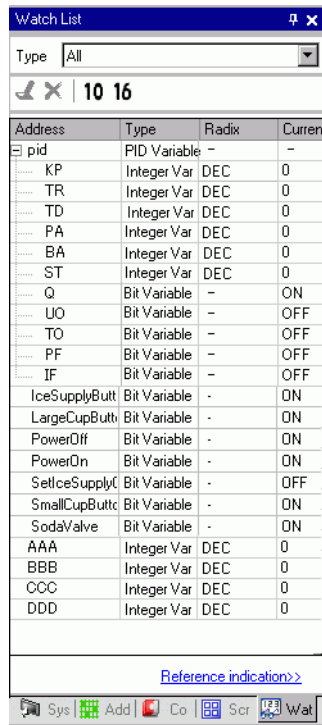 Watch List
Type All
10 16
Address Type Radix Curren
pid PID Variable - -
KP Integer Var DEC 0
TR Integer Var DEC 0
TD Integer Var DEC 0
PA Integer Var DEC 0
BA Integer Var DEC 0
ST Integer Var DEC 0
Q Bit Variable - ON
UO Bit Variable - OFF
TO Bit Variable - OFF
PF Bit Variable - OFF
IF Bit Variable - OFF
IceSupplyButt Bit Variable - ON
LargeCupButt Bit Variable - ON
PowerOff Bit Variable - ON
PowerOn Bit Variable - ON
SetIceSupply Bit Variable - OFF
SmallCupButt Bit Variable - ON
SodaValve Bit Variable - ON
AAA Integer Var DEC 0
BBB Integer Var DEC 0
CCC Integer Var DEC 0
DDD Integer Var DEC 0
Reference indication>>
Sys Add Co Scr Wat